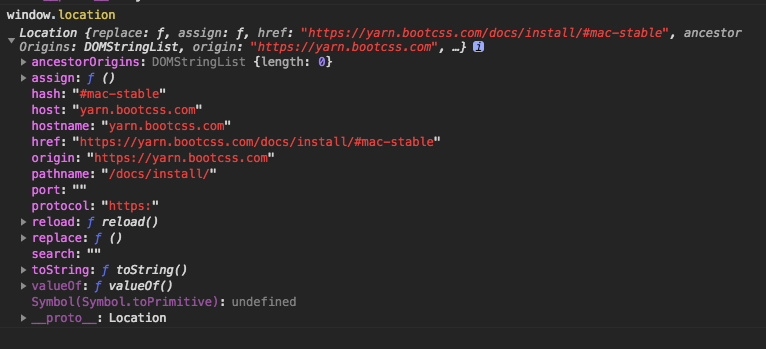 window.location
Location {replace: ƒ, assign: ƒ, href: "https://yarn.bootcss.com/docs/install/#mac-stable", ancestor
Origins: DOMStringList, origin: "https://yarn.bootcss.com", …} i
ancestorOrigins: DOMStringList {length: 0}
assign: ƒ ()
hash: "#mac-stable"
host: "yarn.bootcss.com"
hostname: "yarn.bootcss.com"
href: "https://yarn.bootcss.com/docs/install/#mac-stable"
origin: "https://yarn.bootcss.com"
pathname: "/docs/install/"
port: ""
protocol: "https:"
reload: ƒ reload()
replace: ƒ ()
search: ""
toString: ƒ toString()
valueOf: ƒ valueOf()
Symbol(Symbol.toPrimitive): undefined
__proto__: Location